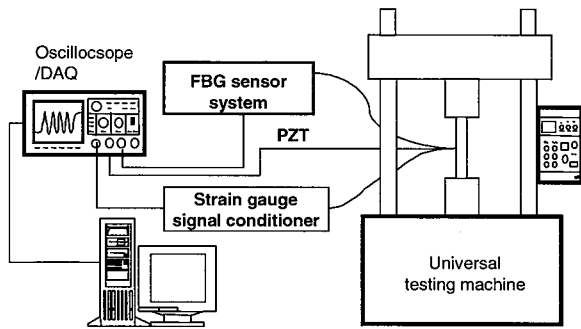 Oscillocsope
/DAQ
FBG sensor
system
PZT
Strain gauge
signal conditioner
Universal
testing machine